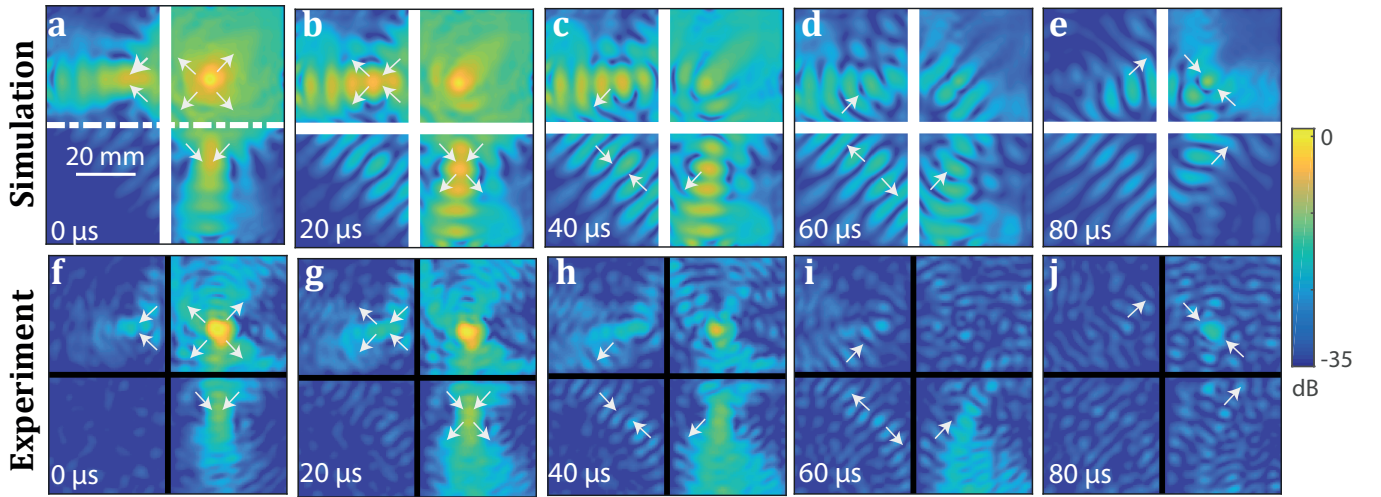 Simulation
a
b
c
d
e
20 mm
0 μs
20 μs
40 μs
60 μs
80 μs
Experiment
f
g
h
i
j
0 μs
20 μs
40 μs
60 μs
80 μs
0
-35
dB